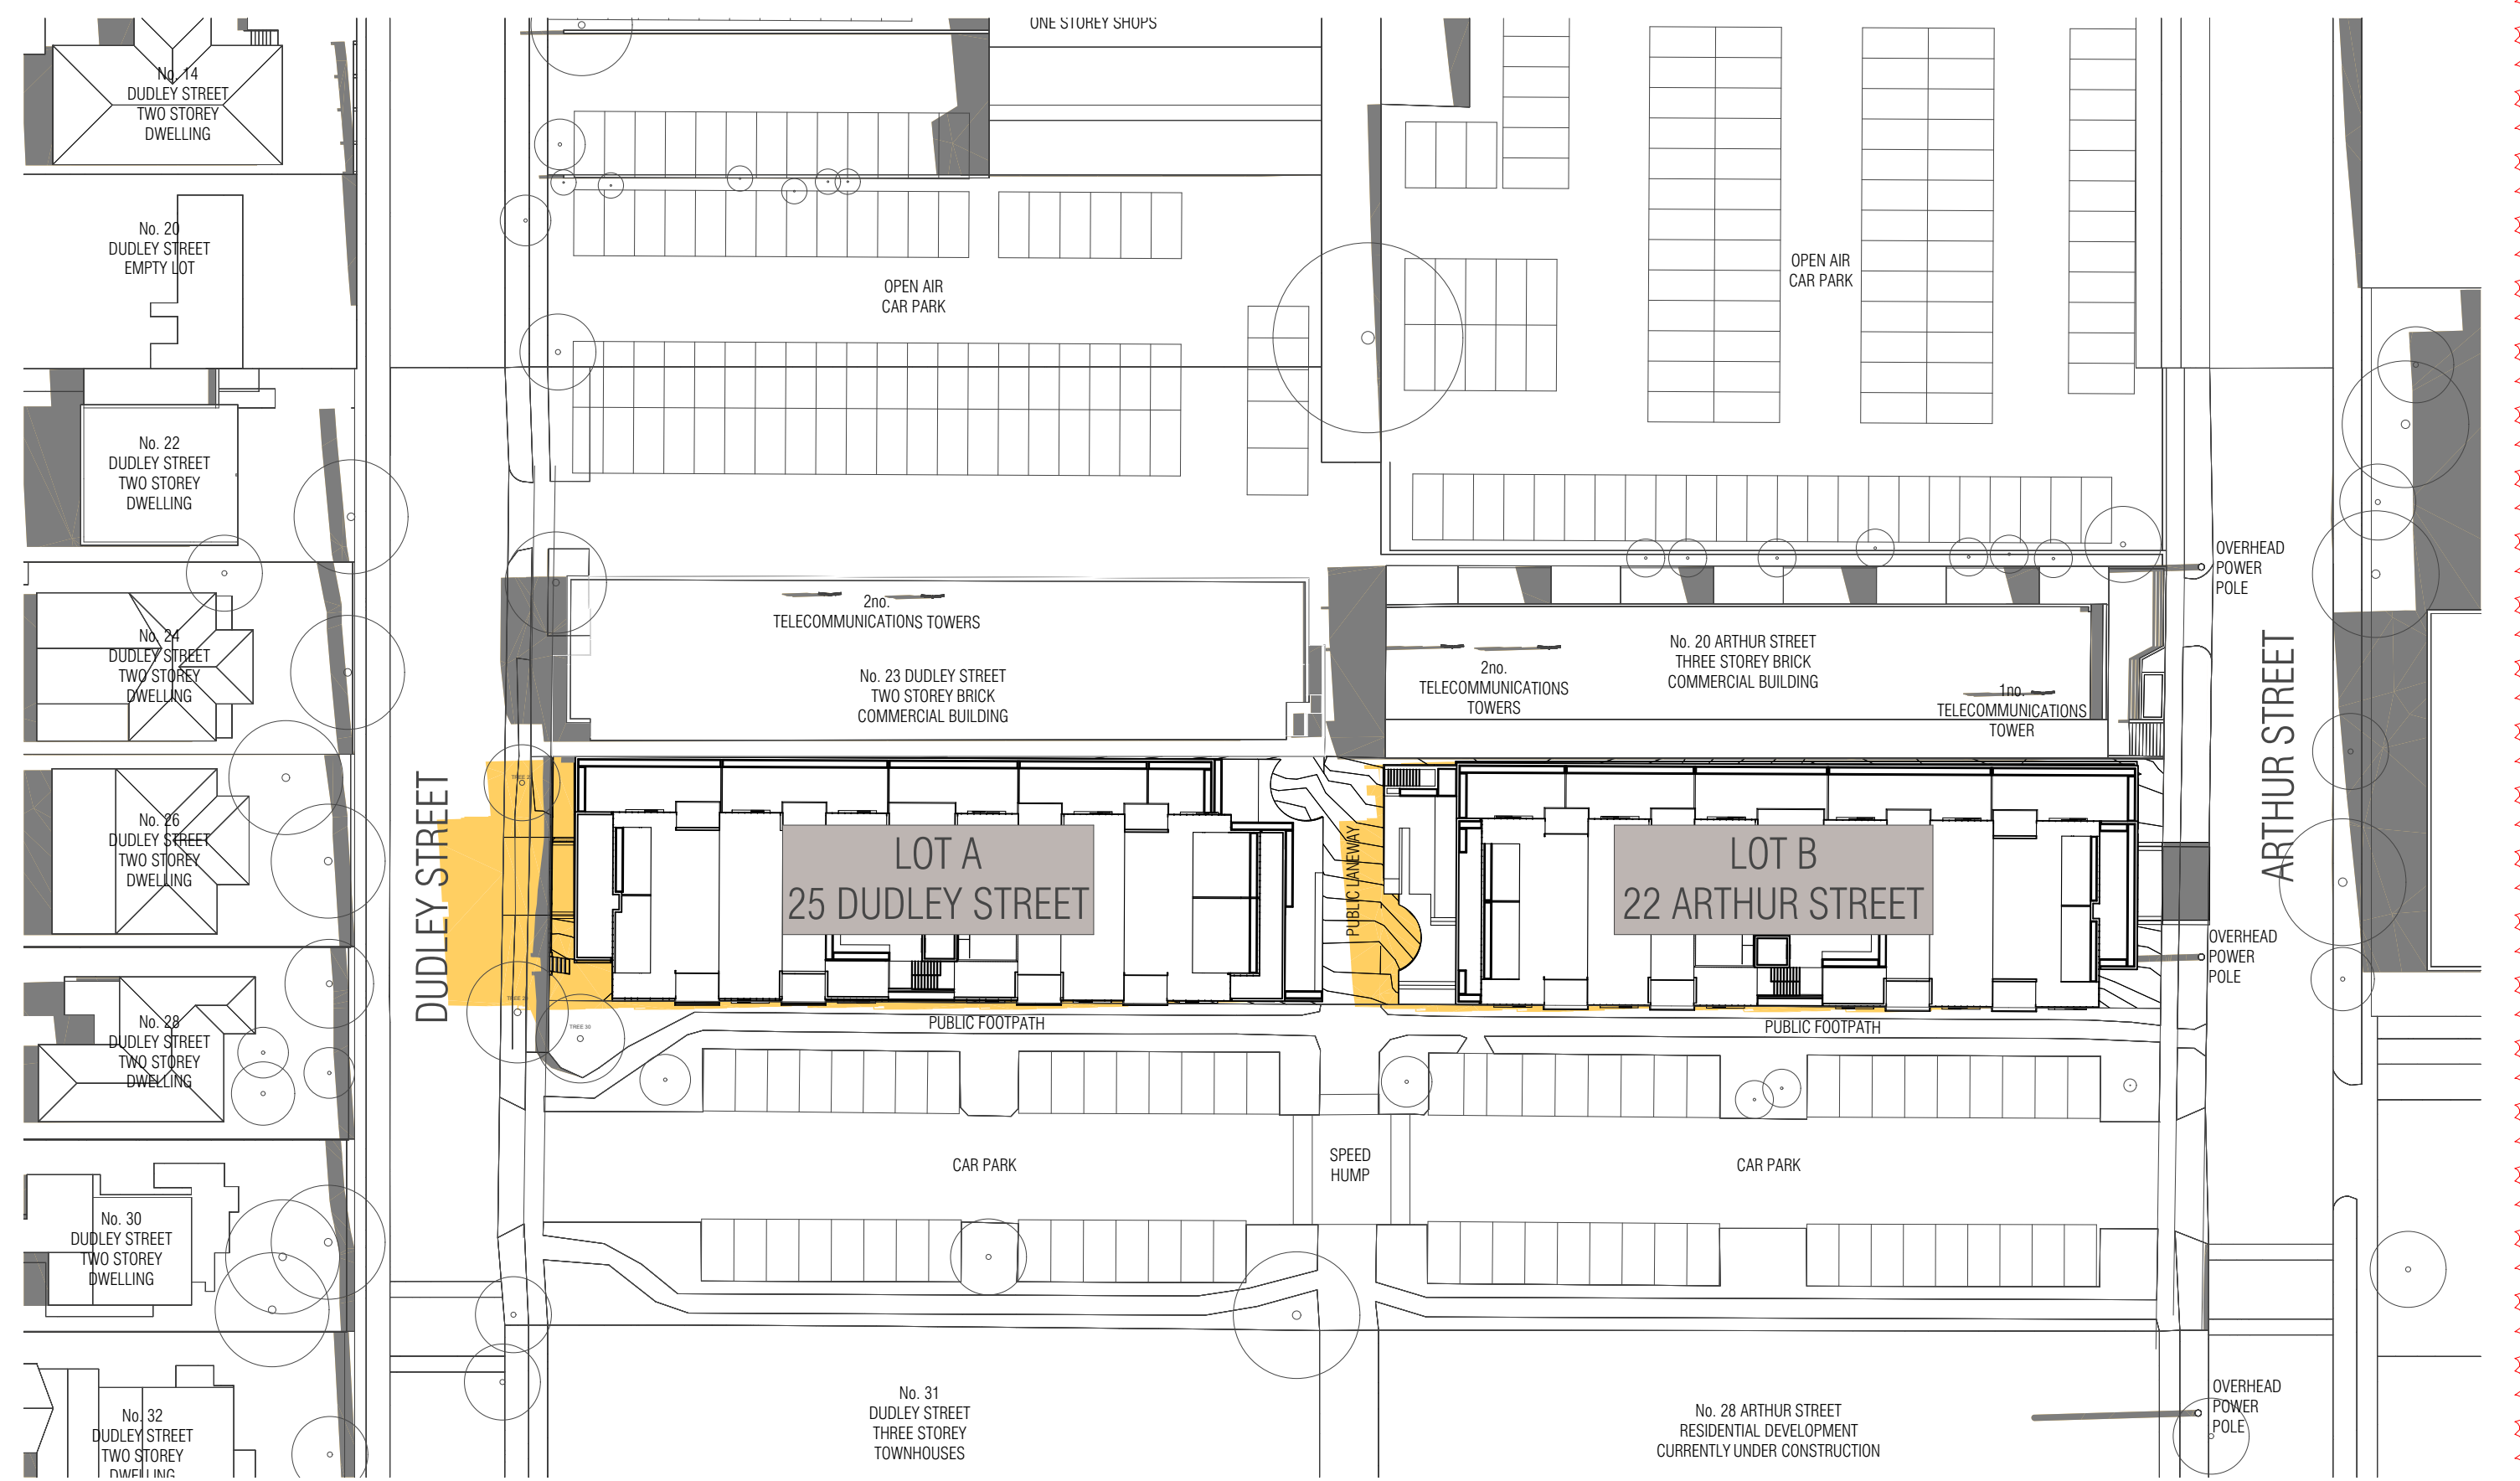 ONE STOREY SHOPS
No. 14
DUDLEY STREET
TWO STOREY
DWELLING
No. 20
DUDLEY STREET
EMPTY LOT
OPEN AIR
CAR PARK
OPEN AIR
CAR PARK
No. 22
DUDLEY STREET
TWO STOREY
DWELLING
OVERHEAD
POWER
POLE
No. 24
DUDLEY STREET
TWO STOREY
DWELLING
2no.
TELECOMMUNICATIONS TOWERS
No. 23 DUDLEY STREET
TWO STOREY BRICK
COMMERCIAL BUILDING
2no.
TELECOMMUNICATIONS
TOWERS
No. 20 ARTHUR STREET
THREE STOREY BRICK
COMMERCIAL BUILDING
1no.
TELECOMMUNICATIONS
TOWER
ARTHUR STREET
DUDLEY STREET
No. 26
DUDLEY STREET
TWO STOREY
DWELLING
LOT A
25 DUDLEY STREET
PUBLIC LANEWAY
LOT B
22 ARTHUR STREET
OVERHEAD
POWER
POLE
No. 28
DUDLEY STREET
TWO STOREY
DWELLING
TREE 30
PUBLIC FOOTPATH
PUBLIC FOOTPATH
CAR PARK
SPEED
HUMP
CAR PARK
No. 30
DUDLEY STREET
TWO STOREY
DWELLING
No. 32
DUDLEY STREET
TWO STOREY
DWELLING
No. 31
DUDLEY STREET
THREE STOREY
TOWNHOUSES
No. 28 ARTHUR STREET
RESIDENTIAL DEVELOPMENT
CURRENTLY UNDER CONSTRUCTION
OVERHEAD
POWER
POLE